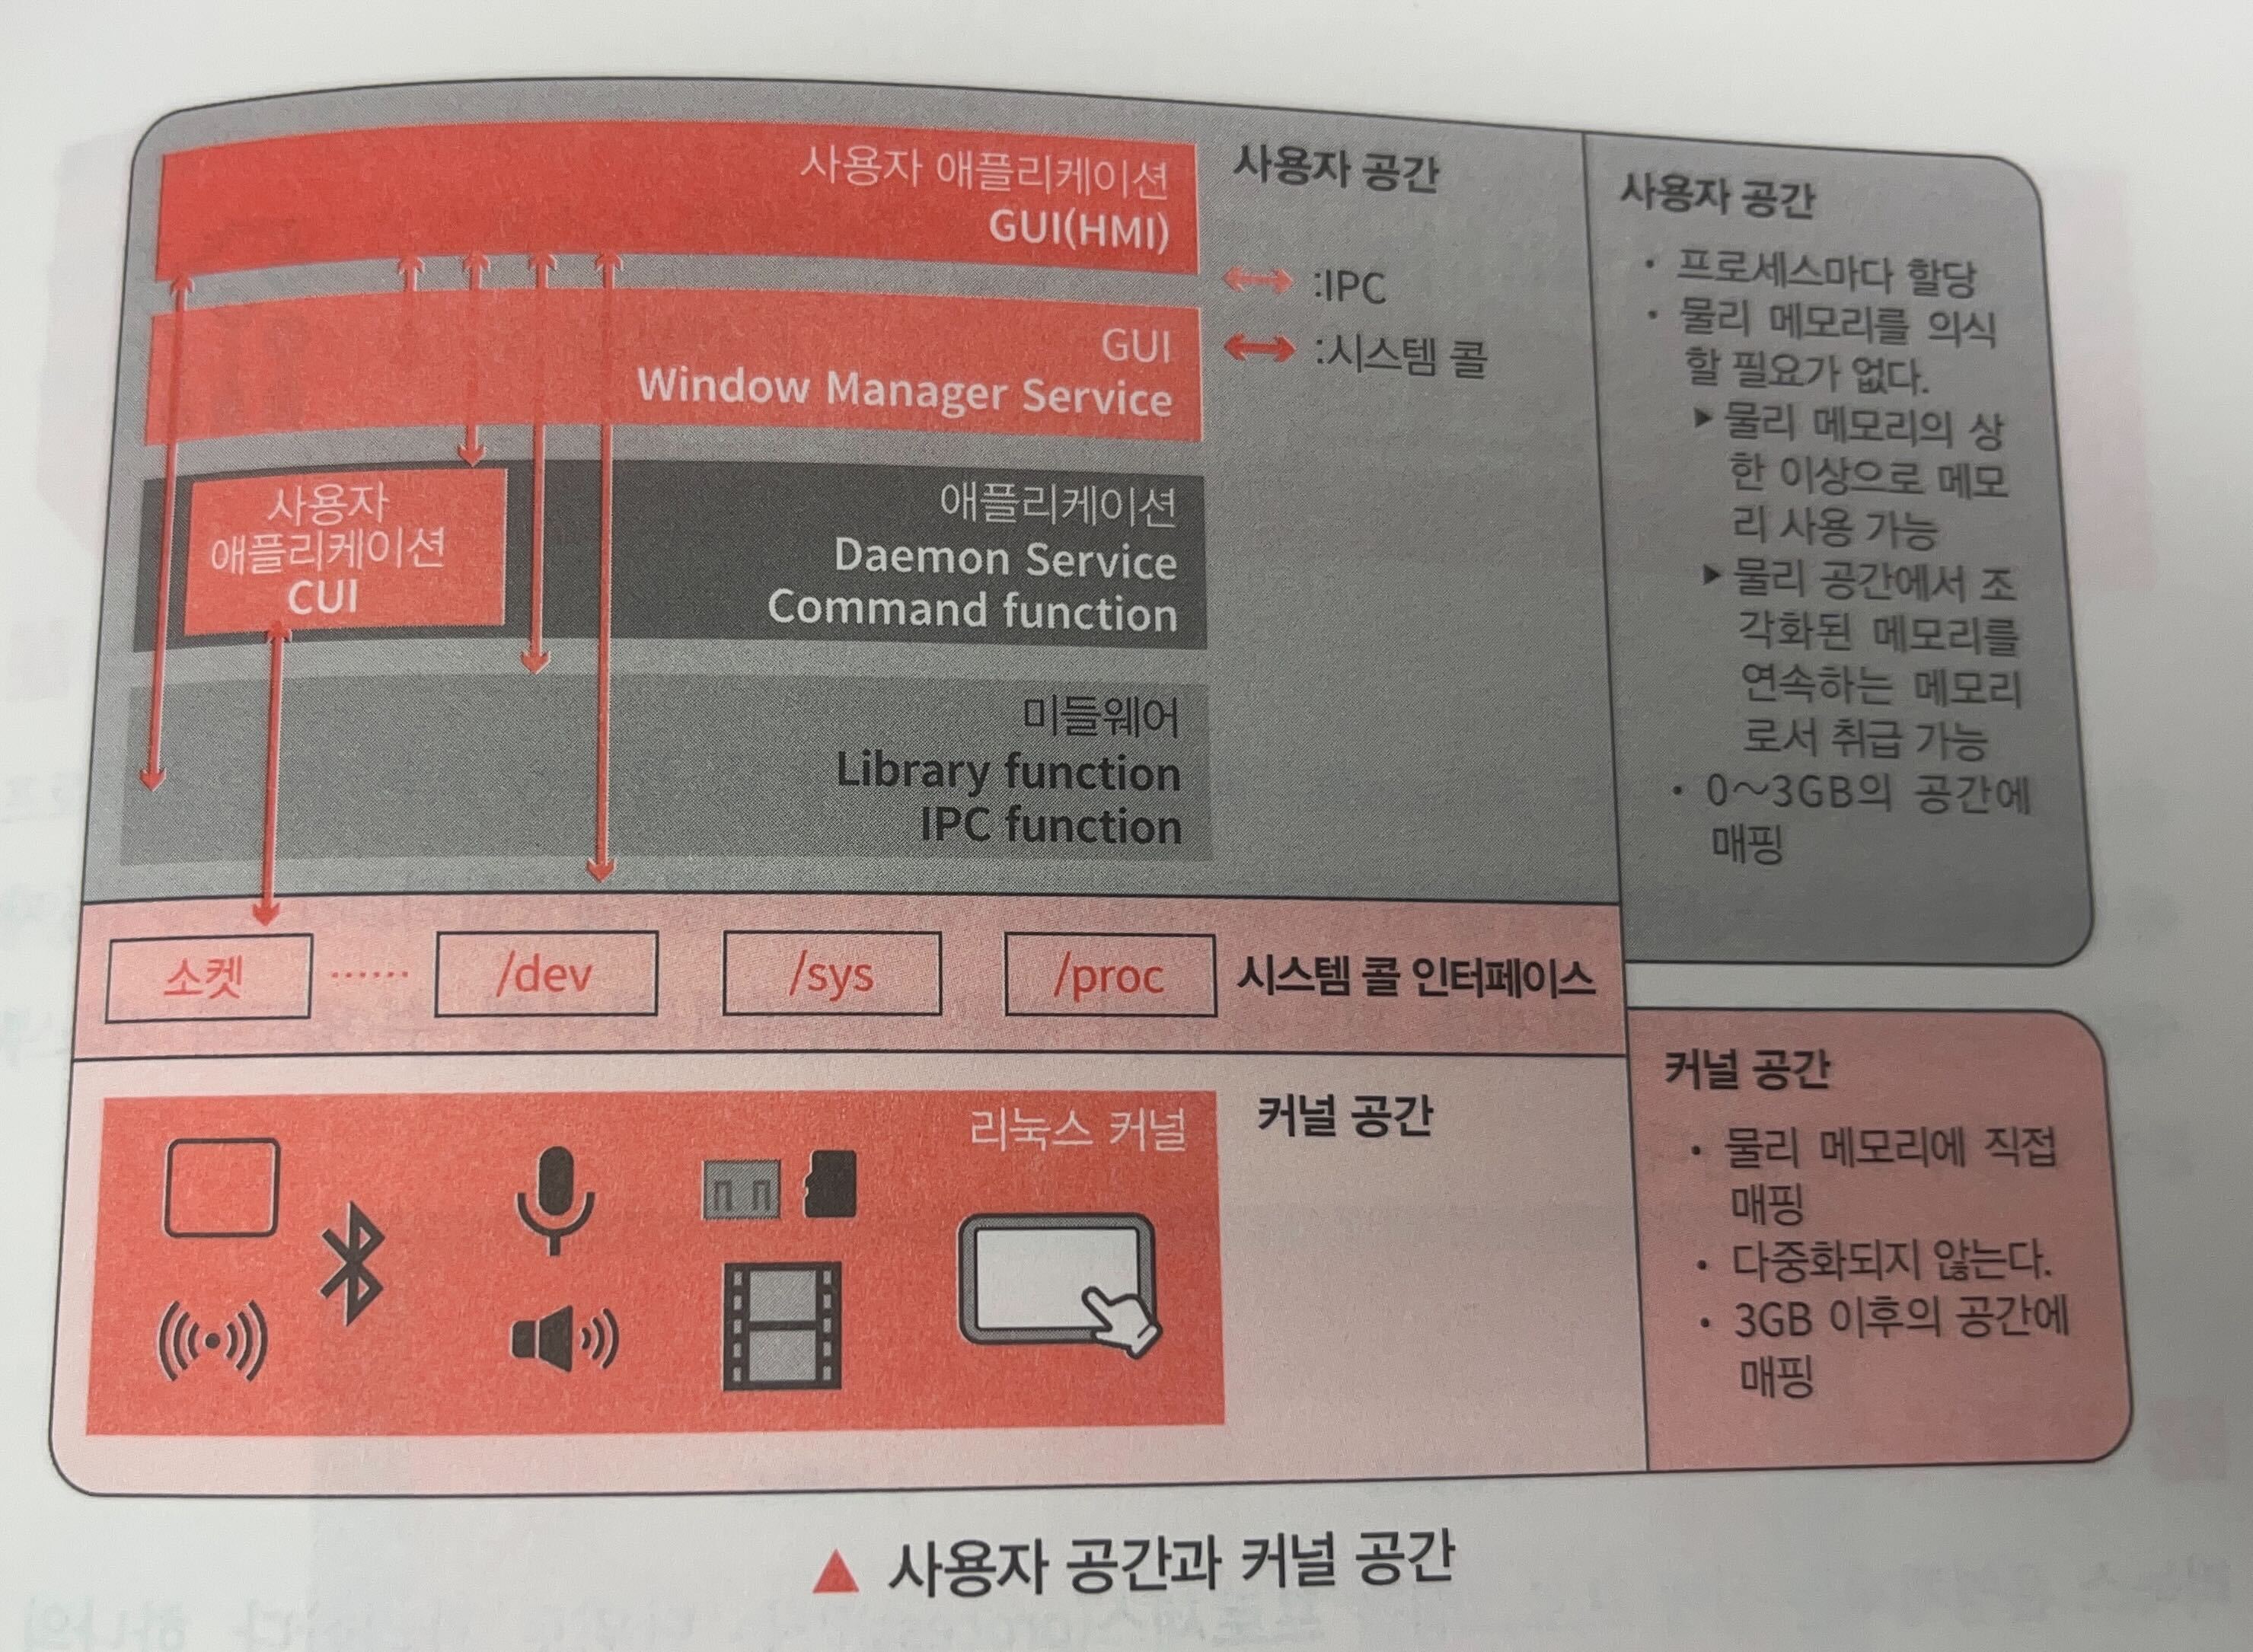 사용자 애플리케이션
GUI(HMI)
GUI
Window Manager Service
사용자
애플리케이션
CUI
애플리케이션
Daemon Service
Command function
미들웨어
Library function
IPC function
사용자 공간
:IPC
:시스템 콜
소켓 ...... /dev /sys /proc 시스템 콜 인터페이스
리눅스 커널
커널 공간
사용자 공간
• 프로세스마다 할당
• 물리 메모리를 의식
할 필요가 없다.
▶ 물리 메모리의 상
한 이상으로 메모
리 사용 가능
▶ 물리 공간에서 조
각화된 메모리를
연속하는 메모리
로서 취급 가능
• 0~3GB의 공간에
매핑
커널 공간
• 물리 메모리에 직접
매핑
• 다중화되지 않는다.
• 3GB 이후의 공간에
매핑
▲ 사용자 공간과 커널 공간